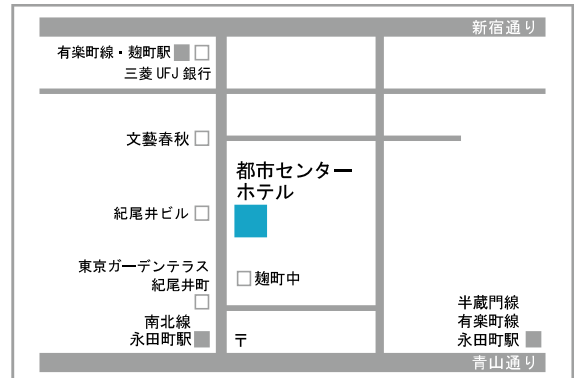 新宿通り
有楽町線・麹町駅
三菱UFJ銀行
文藝春秋
都市センター
ホテル
紀尾井ビル
東京ガーデンテラス
紀尾井町
麹町中
南北線
永田町駅
〒
半蔵門線
有楽町線
永田町駅
青山通り